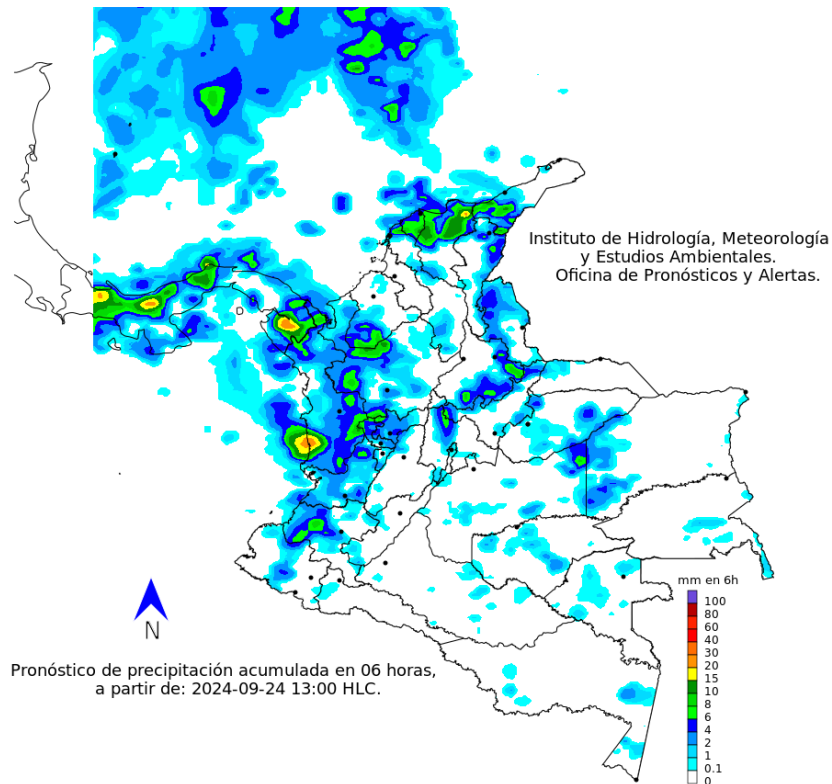 Instituto de Hidrología, Meteorología
y Estudios Ambientales.
Oficina de Pronósticos y Alertas.
mm en 6h
100
80
60
40
30
20
15
10
8
6
4
2
1
0.1
0
N
Pronóstico de precipitación acumulada en 06 horas,
a partir de: 2024-09-24 13:00 HLC.